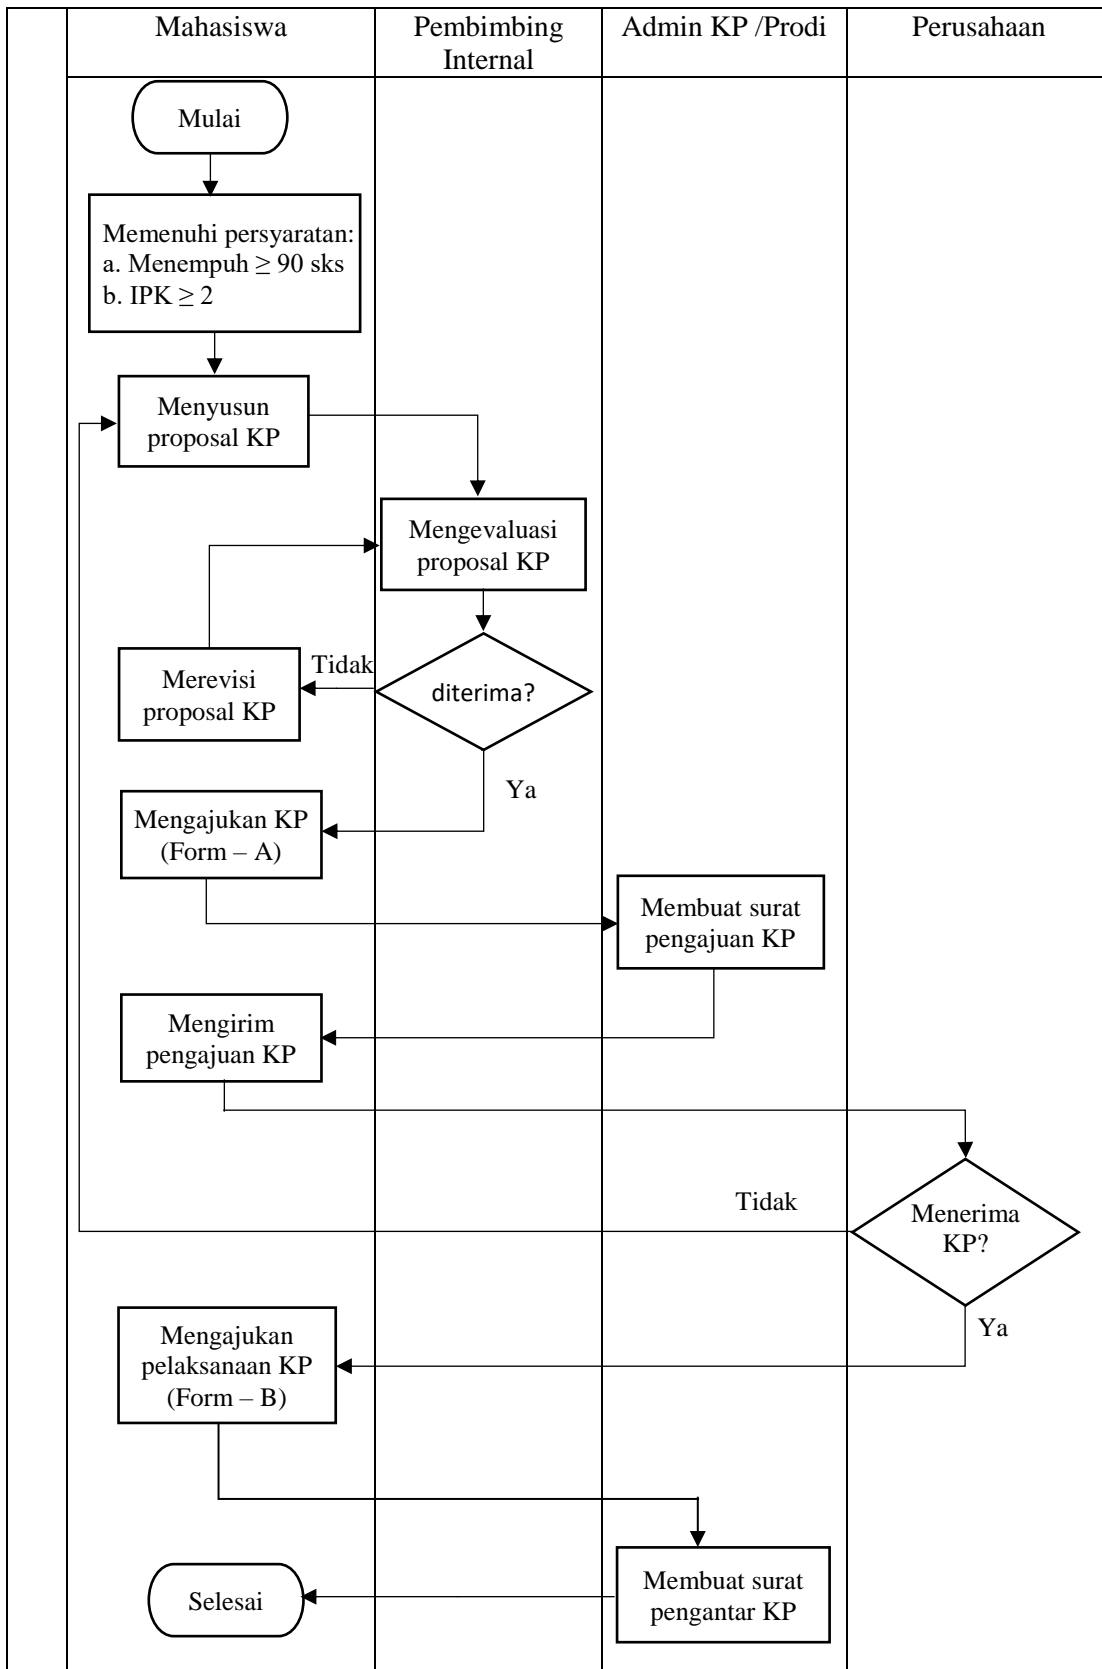 Mahasiswa
Pembimbing
Internal
Admin KP /Prodi
Perusahaan
Mulai
Memenuhi persyaratan:
a. Menempuh ≥ 90 sks
b. IPK ≥ 2
Menyusun
proposal KP
Mengevaluasi
proposal KP
diterima?
Tidak
Merevisi
proposal KP
Ya
Mengajukan KP
(Form – A)
Membuat surat
pengajuan KP
Mengirim
pengajuan KP
Menerima
KP?
Tidak
Ya
Mengajukan
pelaksanaan KP
(Form – B)
Membuat surat
pengantar KP
Selesai